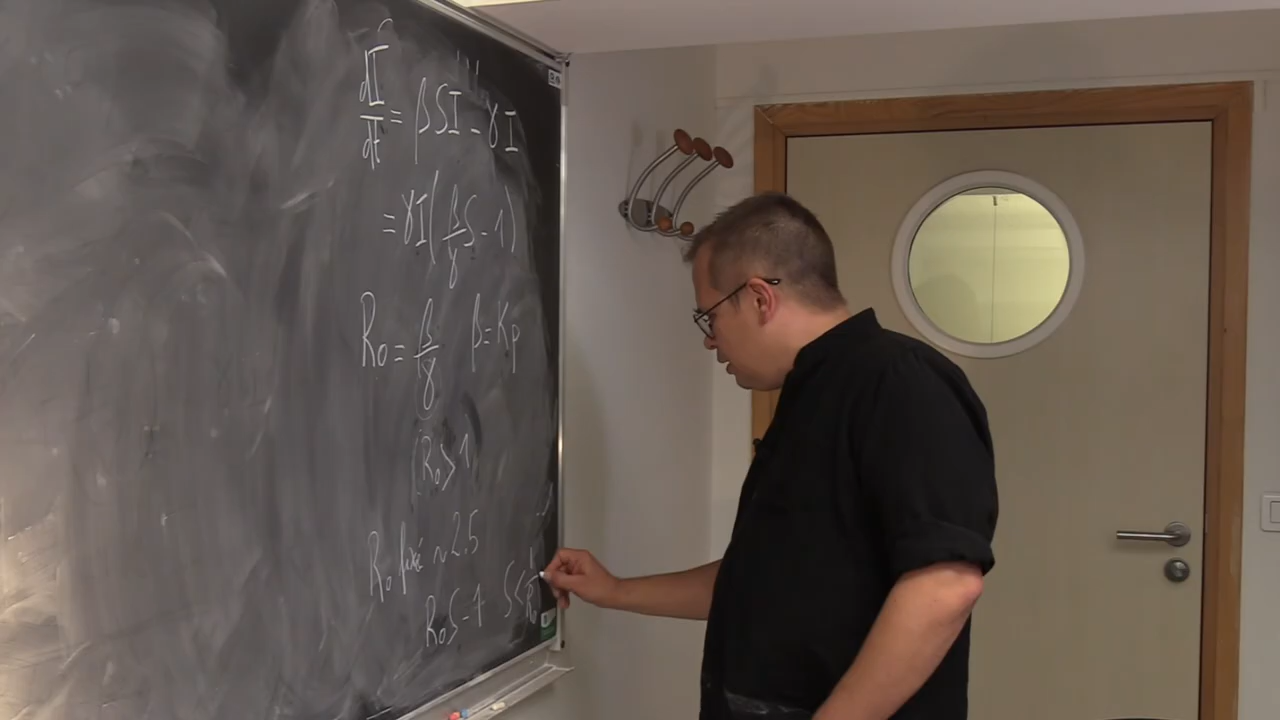 dI/dt = βSI - γI
= γI(β/γ S - 1)
R₀ = β/γ β = Kp
R₀ > 1
R₀ fixé ~ 2.5
R₀S - 1 S < 1/R₀